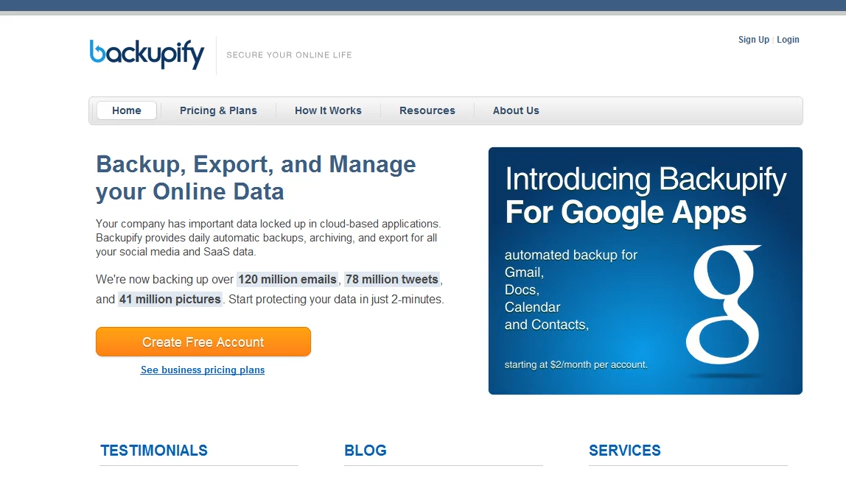 backupify
SECURE YOUR ONLINE LIFE
Sign Up | Login
Home
Pricing & Plans
How It Works
Resources
About Us
Backup, Export, and Manage
your Online Data
Your company has important data locked up in cloud-based applications.
Backupify provides daily automatic backups, archiving, and export for all
your social media and SaaS data.
We're now backing up over 120 million emails, 78 million tweets,
and 41 million pictures. Start protecting your data in just 2-minutes.
Create Free Account
See business pricing plans
Introducing Backupify
For Google Apps
automated backup for
Gmail,
Docs,
Calendar
and Contacts,
starting at $2/month per account.
g
TESTIMONIALS
BLOG
SERVICES